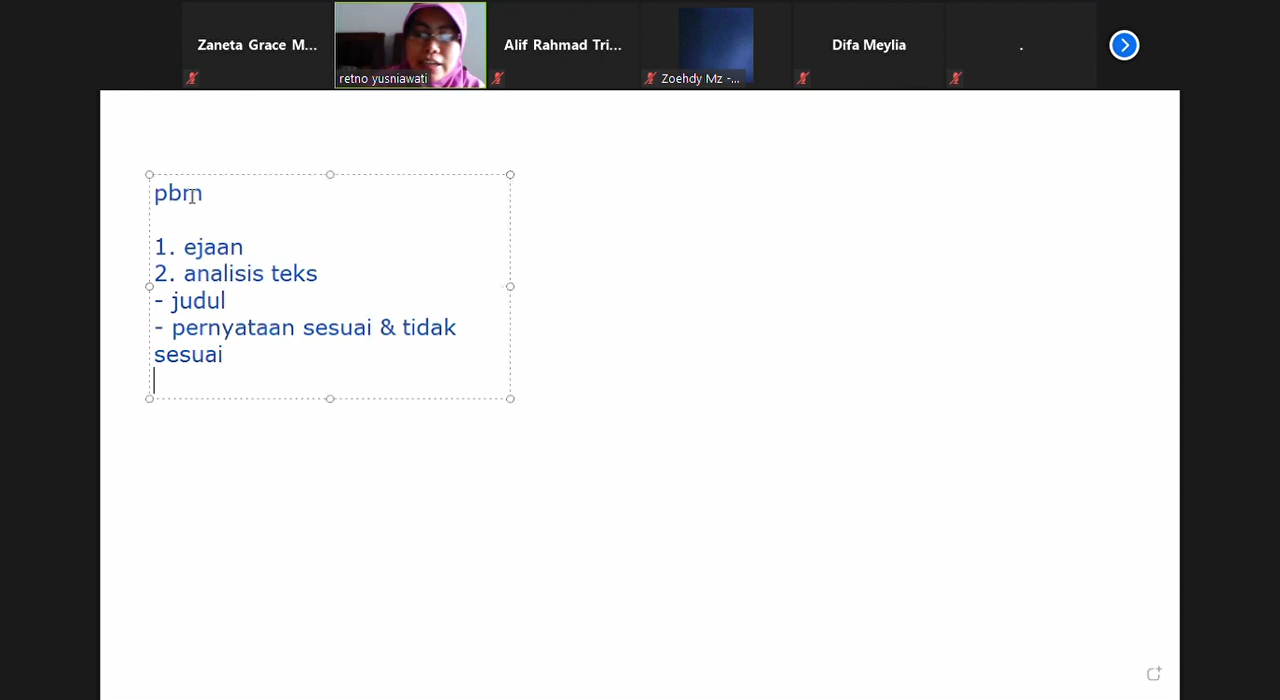 Zaneta Grace M...
retno yusniawati
Alif Rahmad Tri...
Zoehdy Mz -...
Difa Meylia
.
pbm
1. ejaan
2. analisis teks
- judul
- pernyataan sesuai & tidak
sesuai